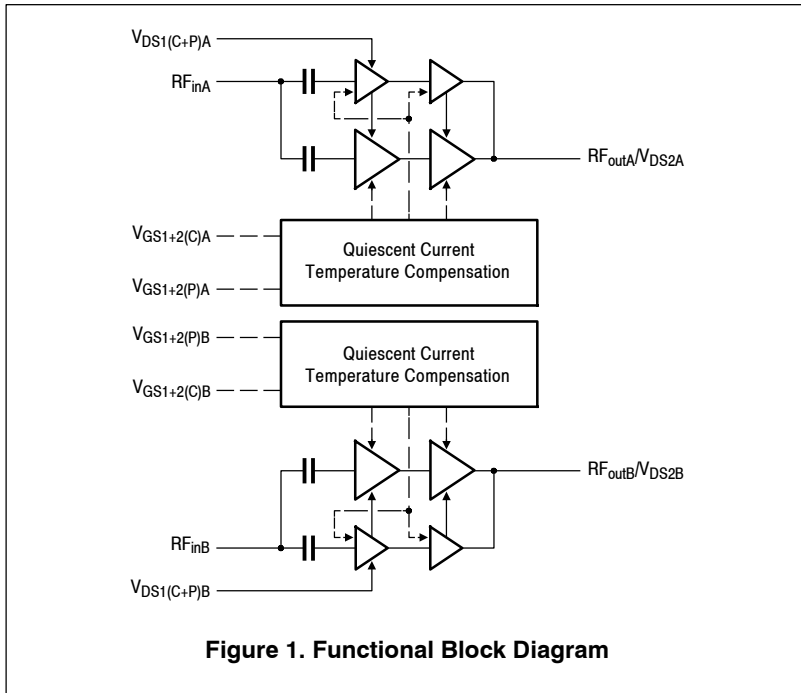 VDS1(C+P)A
RFinA
RFoutA/VDS2A
VGS1+2(C)A
Quiescent Current
Temperature Compensation
VGS1+2(P)A
VGS1+2(P)B
Quiescent Current
Temperature Compensation
VGS1+2(C)B
RFoutB/VDS2B
RFinB
VDS1(C+P)B
Figure 1. Functional Block Diagram